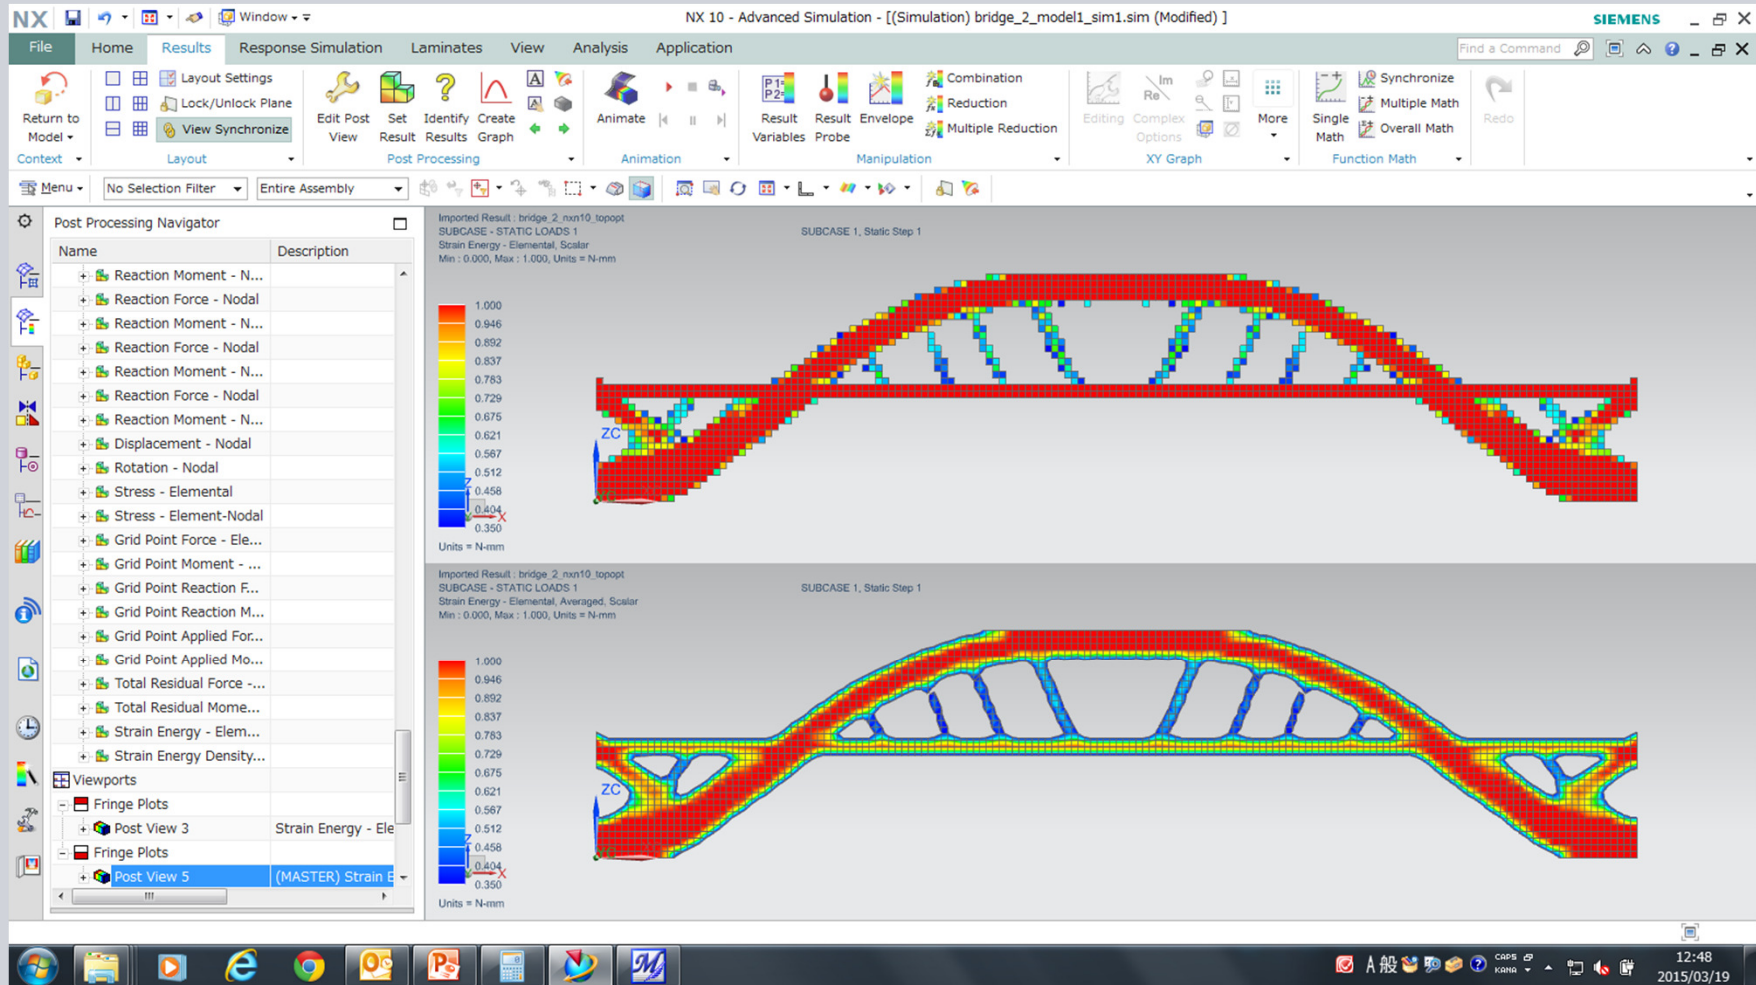 NX
Window
NX 10 - Advanced Simulation - [(Simulation) bridge_2_model1_sim1.sim (Modified) ]
SIEMENS
File
Home
Results
Response Simulation
Laminates
View
Analysis
Application
Find a Command
Return to
Model
Layout Settings
Lock/Unlock Plane
View Synchronize
Edit Post
View
Set
Result
Identify
Results
Create
Graph
Animate
Result
Variables
Result
Probe
Envelope
Combination
Reduction
Multiple Reduction
Editing
Complex
Options
More
Single
Math
Synchronize
Multiple Math
Overall Math
Redo
Context
Layout
Post Processing
Animation
Manipulation
XY Graph
Function Math
Menu
No Selection Filter
Entire Assembly
Post Processing Navigator
Name
Description
Reaction Moment - N...
Reaction Force - Nodal
Reaction Moment - N...
Reaction Force - Nodal
Reaction Moment - N...
Reaction Force - Nodal
Reaction Moment - N...
Displacement - Nodal
Rotation - Nodal
Stress - Elemental
Stress - Element-Nodal
Grid Point Force - Ele...
Grid Point Moment - ...
Grid Point Reaction F...
Grid Point Reaction M...
Grid Point Applied For...
Grid Point Applied Mo...
Total Residual Force -...
Total Residual Mome...
Strain Energy - Elem...
Strain Energy Density...
Viewports
Fringe Plots
Post View 3
Strain Energy - Ele
Fringe Plots
Post View 5
(MASTER) Strain E
Imported Result : bridge_2_nxn10_topopt
SUBCASE - STATIC LOADS 1
SUBCASE 1, Static Step 1
Strain Energy - Elemental, Scalar
Min : 0.000, Max : 1.000, Units = N-mm
1.000
0.946
0.892
0.837
0.783
0.729
0.675
0.621
0.567
0.512
0.458
0.404
0.350
Units = N-mm
ZC
X
Imported Result : bridge_2_nxn10_topopt
SUBCASE - STATIC LOADS 1
SUBCASE 1, Static Step 1
Strain Energy - Elemental, Averaged, Scalar
Min : 0.000, Max : 1.000, Units = N-mm
1.000
0.946
0.892
0.837
0.783
0.729
0.675
0.621
0.567
0.512
0.458
0.404
0.350
Units = N-mm
ZC
X
A 般
CAPS
KANA
12:48
2015/03/19